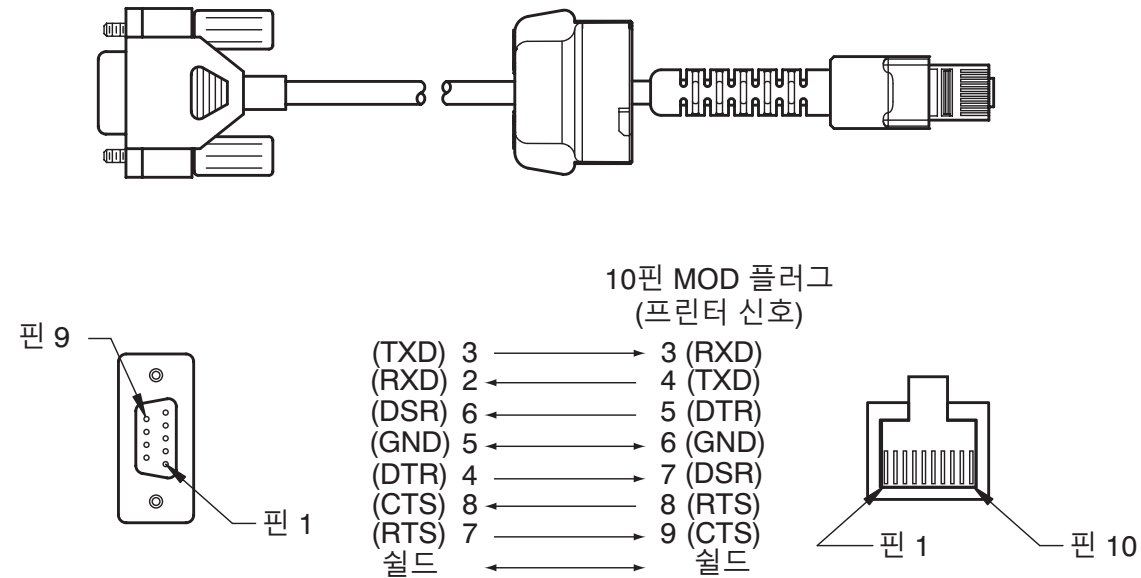 10핀 MOD 플러그
(프린터 신호)
핀 9
(TXD) 3 3 (RXD)
(RXD) 2 4 (TXD)
(DSR) 6 5 (DTR)
(GND) 5 6 (GND)
(DTR) 4 7 (DSR)
(CTS) 8 8 (RTS)
(RTS) 7 9 (CTS)
쉴드 쉴드
핀 1
핀 1
핀 10